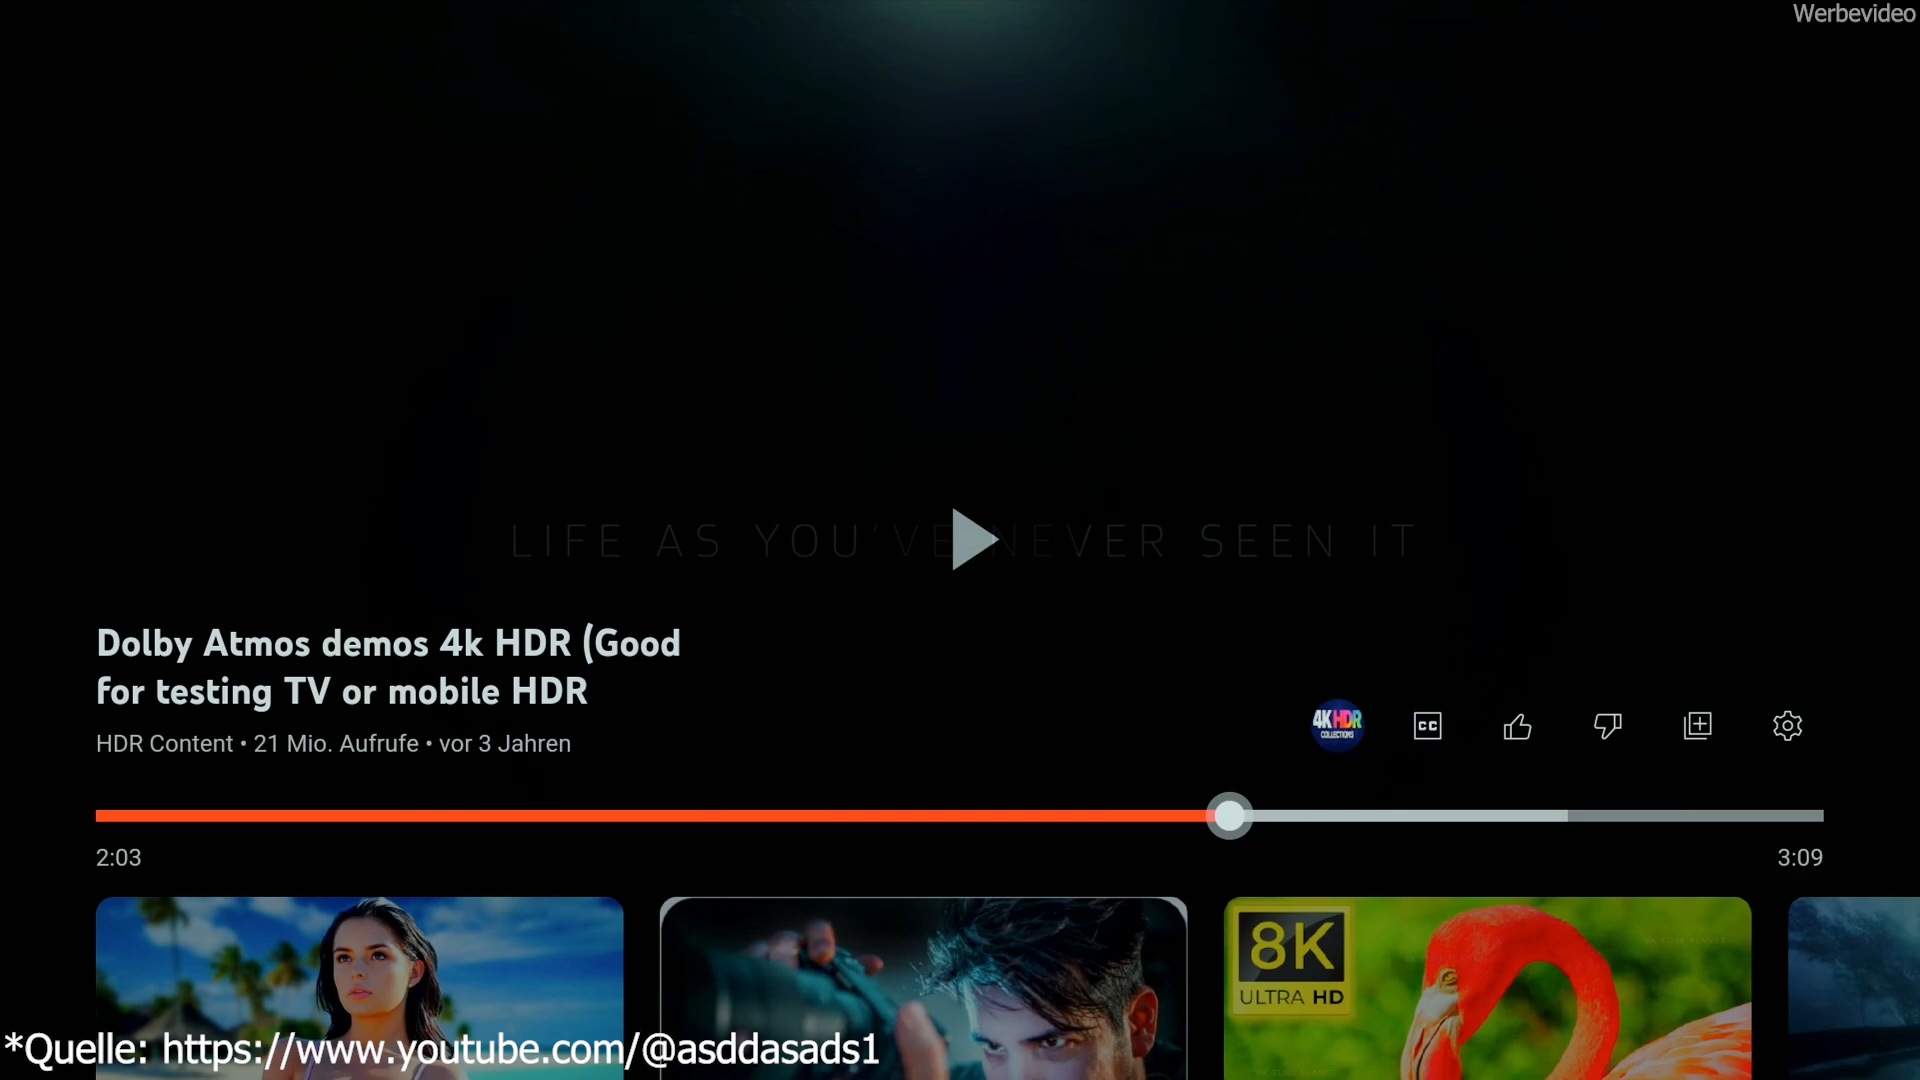 Werbevideo
LIFE AS YOU'VE NEVER SEEN IT
Dolby Atmos demos 4k HDR (Good
for testing TV or mobile HDR
HDR Content • 21 Mio. Aufrufe • vor 3 Jahren
4K HDR
COLLECTIONS
CC
2:03
3:09
8K
ULTRA HD
*Quelle: https://www.youtube.com/@asddasads1